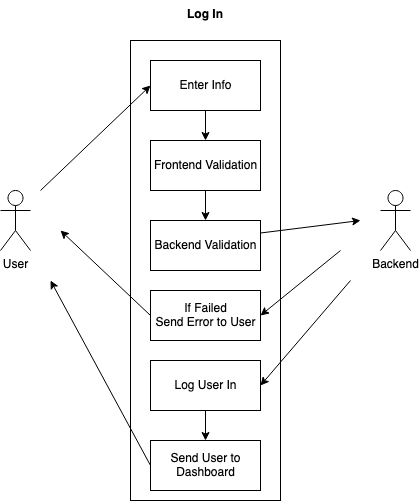 Log In
Enter Info
Frontend Validation
Backend Validation
User
Backend
If Failed
Send Error to User
Log User In
Send User to
Dashboard